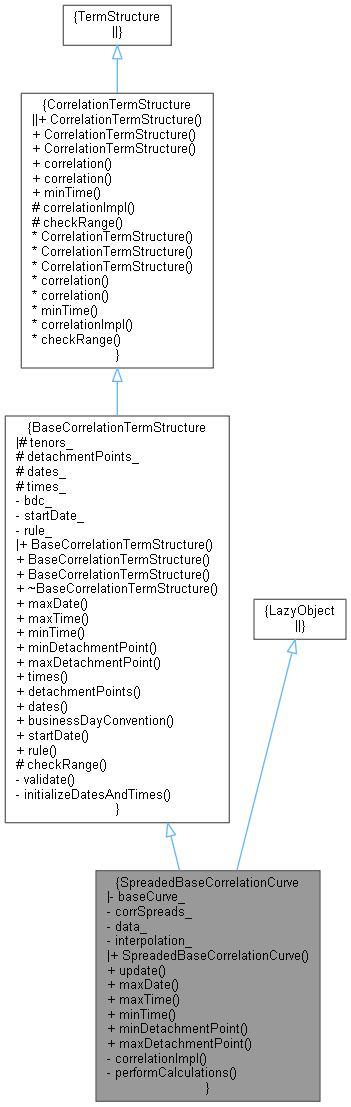 {TermStructure
||}
{CorrelationTermStructure
||+ CorrelationTermStructure()
+ CorrelationTermStructure()
+ CorrelationTermStructure()
+ correlation()
+ correlation()
+ minTime()
# correlationImpl()
# checkRange()
* CorrelationTermStructure()
* CorrelationTermStructure()
* CorrelationTermStructure()
* correlation()
* correlation()
* minTime()
* correlationImpl()
* checkRange()
}
{BaseCorrelationTermStructure
|# tenors_
# detachmentPoints_
# dates_
# times_
- bdc_
- startDate_
- rule_
|+ BaseCorrelationTermStructure()
+ BaseCorrelationTermStructure()
+ BaseCorrelationTermStructure()
+ ~BaseCorrelationTermStructure()
+ maxDate()
+ maxTime()
+ minTime()
+ minDetachmentPoint()
+ maxDetachmentPoint()
+ times()
+ detachmentPoints()
+ dates()
+ businessDayConvention()
+ startDate()
+ rule()
# checkRange()
- validate()
- initializeDatesAndTimes()
}
{LazyObject
||}
{SpreadedBaseCorrelationCurve
|- baseCurve_
- corrSpreads_
- data_
- interpolation_
|+ SpreadedBaseCorrelationCurve()
+ update()
+ maxDate()
+ maxTime()
+ minTime()
+ minDetachmentPoint()
+ maxDetachmentPoint()
- correlationImpl()
- performCalculations()
}